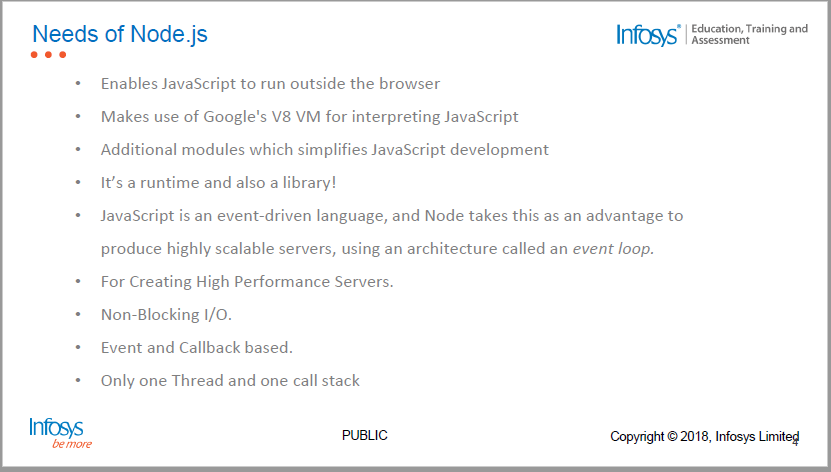 Needs of Node.js
Infosys® | Education, Training and
Assessment
• Enables JavaScript to run outside the browser
• Makes use of Google's V8 VM for interpreting JavaScript
• Additional modules which simplifies JavaScript development
• It’s a runtime and also a library!
• JavaScript is an event-driven language, and Node takes this as an advantage to
produce highly scalable servers, using an architecture called an event loop.
• For Creating High Performance Servers.
• Non-Blocking I/O.
• Event and Callback based.
• Only one Thread and one call stack
Infosys
be more
PUBLIC
Copyright © 2018, Infosys Limited
4